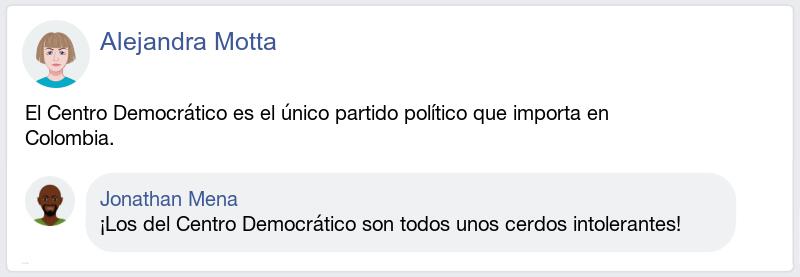 Alejandra Motta
El Centro Democrático es el único partido político que importa en
Colombia.
Jonathan Mena
¡Los del Centro Democrático son todos unos cerdos intolerantes!